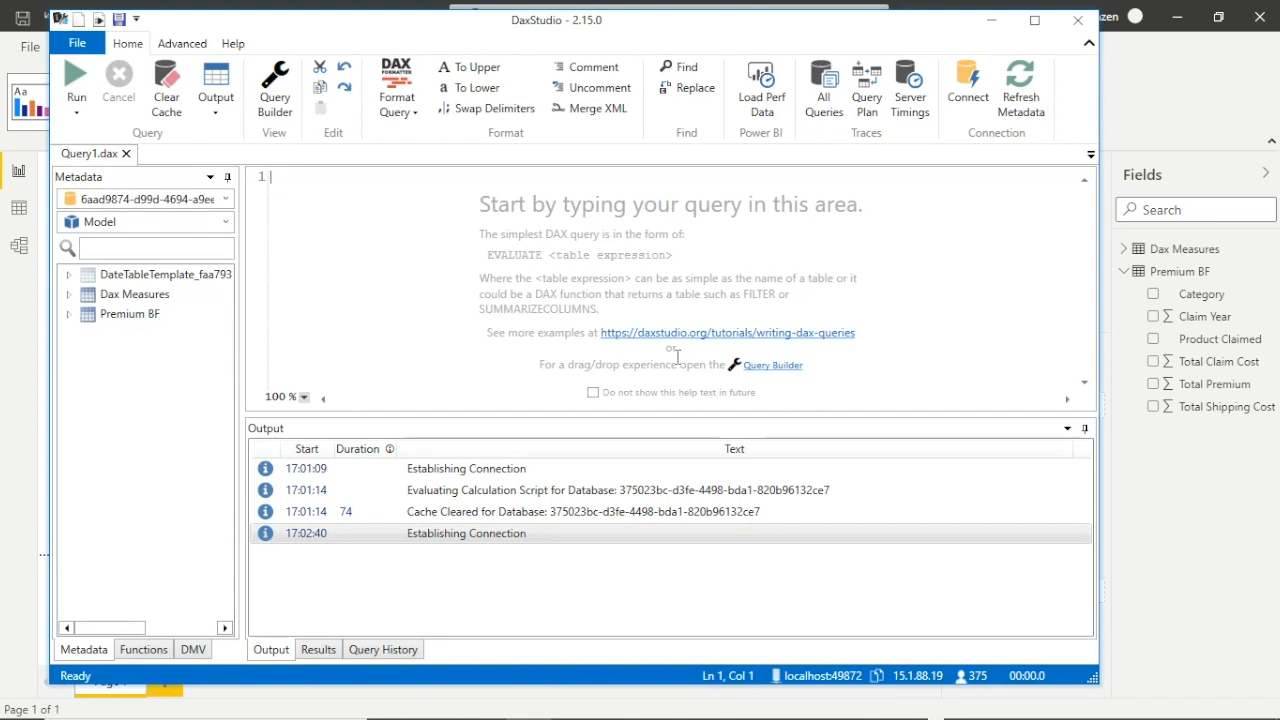 DaxStudio - 2.15.0
zen
File
File Home Advanced Help
Aa
Run
Cancel
Clear Cache
Output
Query
Query Builder
View
Edit
DAX FORMATTER
Format Query
To Upper
To Lower
Swap Delimiters
Comment
Uncomment
Merge XML
Format
Find
Replace
Find
Load Perf Data
Power BI
All Queries
Query Plan
Server Timings
Traces
Connect
Refresh Metadata
Connection
Query1.dax
Metadata
6aad9874-d99d-4694-a9ee
Model
DateTableTemplate_faa793
Dax Measures
Premium BF
1
Start by typing your query in this area.
The simplest DAX query is in the form of:
EVALUATE <table expression>
Where the <table expression> can be as simple as the name of a table or it
could be a DAX function that returns a table such as FILTER or
SUMMARIZECOLUMNS.
See more examples at https://daxstudio.org/tutorials/writing-dax-queries
or
For a drag/drop experience open the Query Builder
Do not show this help text in future
100 %
Output
Start Duration Text
17:01:09 Establishing Connection
17:01:14 Evaluating Calculation Script for Database: 375023bc-d3fe-4498-bda1-820b96132ce7
17:01:14 74 Cache Cleared for Database: 375023bc-d3fe-4498-bda1-820b96132ce7
17:02:40 Establishing Connection
Metadata Functions DMV
Output Results Query History
Ready
Ln 1, Col 1 localhost:49872 15.1.88.19 375 00:00.0
Page 1 of 1
Fields
Search
Dax Measures
Premium BF
Category
Claim Year
Product Claimed
Total Claim Cost
Total Premium
Total Shipping Cost